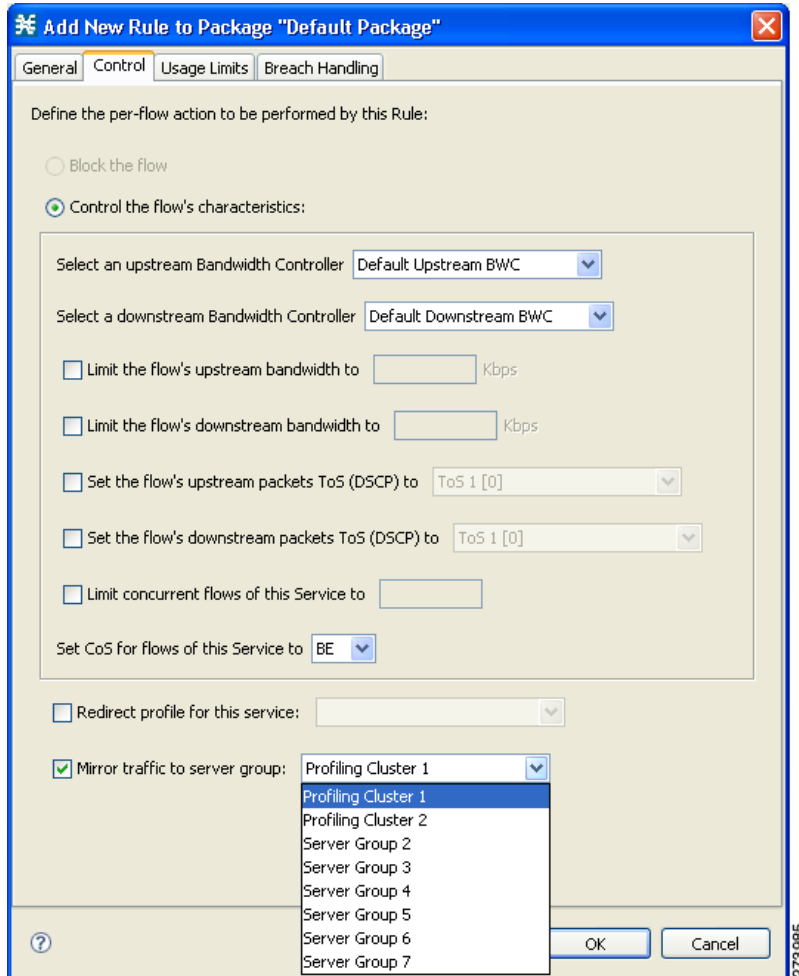 Add New Rule to Package "Default Package"
General Control Usage Limits Breach Handling
Define the per-flow action to be performed by this Rule:
Block the flow
Control the flow's characteristics:
Select an upstream Bandwidth Controller Default Upstream BWC
Select a downstream Bandwidth Controller Default Downstream BWC
Limit the flow's upstream bandwidth to Kbps
Limit the flow's downstream bandwidth to Kbps
Set the flow's upstream packets ToS (DSCP) to ToS 1 [0]
Set the flow's downstream packets ToS (DSCP) to ToS 1 [0]
Limit concurrent flows of this Service to
Set CoS for flows of this Service to BE
Redirect profile for this service:
Mirror traffic to server group: Profiling Cluster 1
Profiling Cluster 1
Profiling Cluster 2
Server Group 2
Server Group 3
Server Group 4
Server Group 5
Server Group 6
Server Group 7
OK Cancel